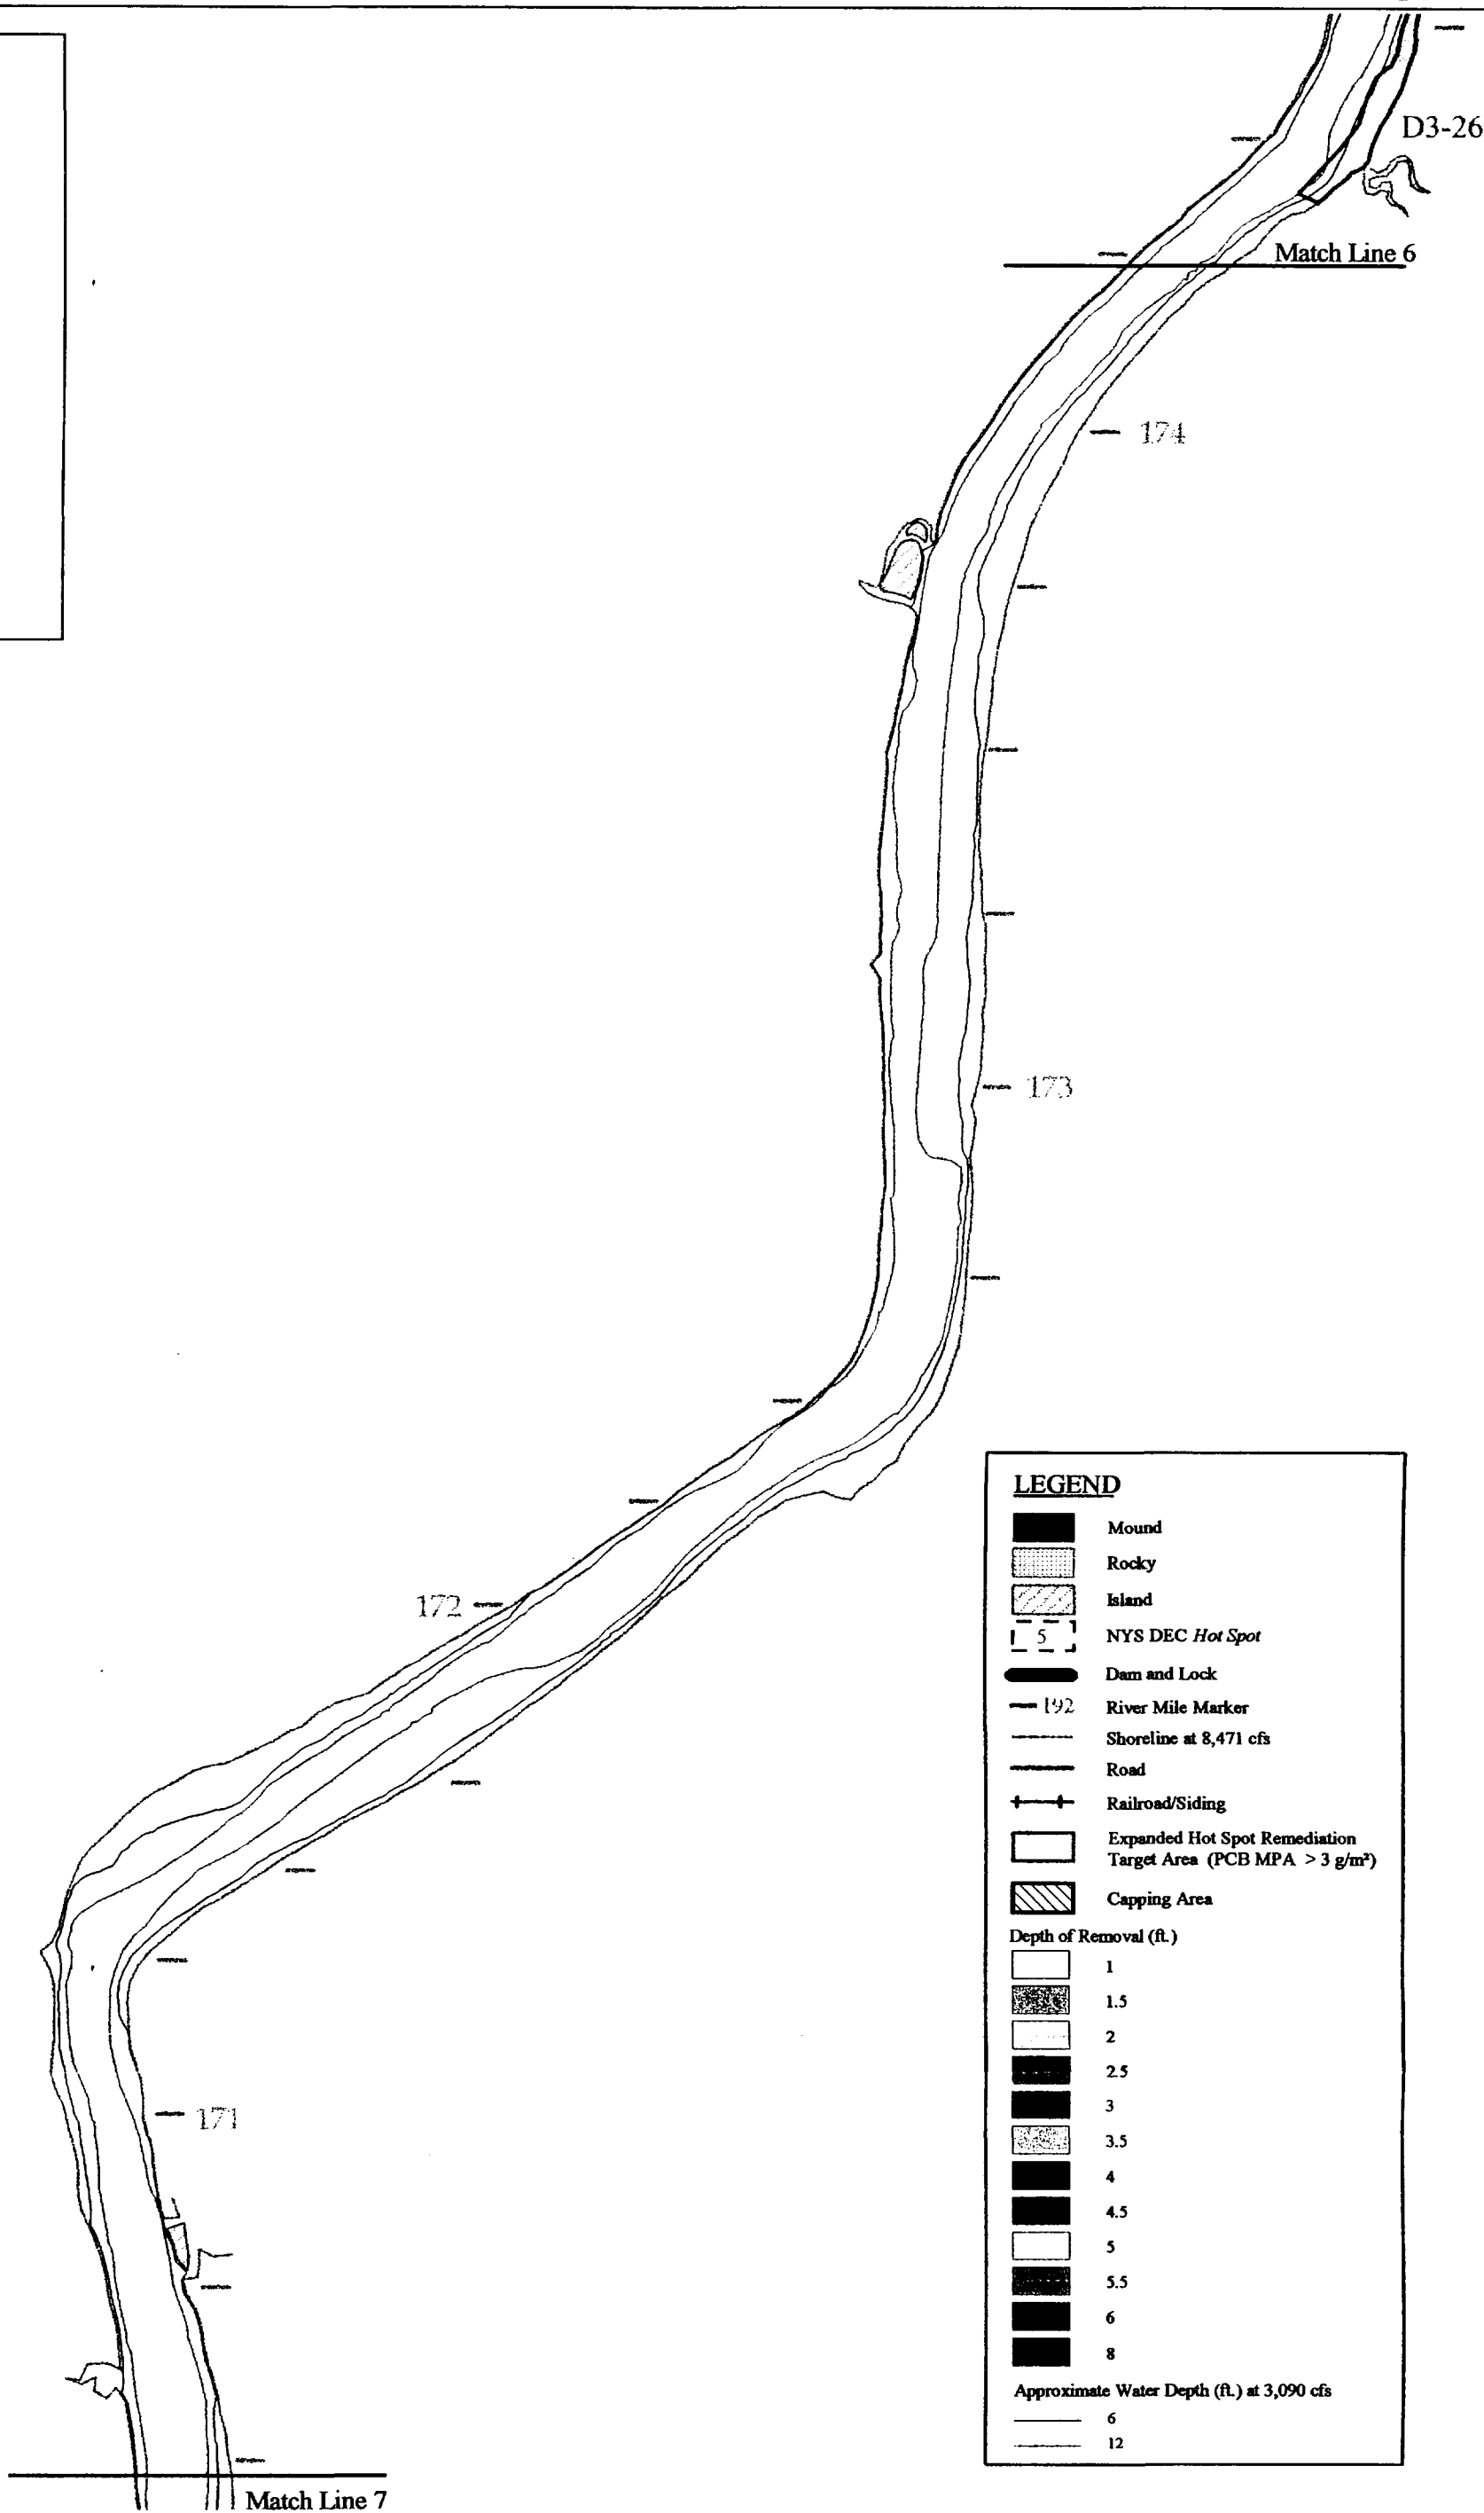 D3-26
Match Line 6
174
173
172
171
Match Line 7
LEGEND
Mound
Rocky
Island
5 NYS DEC Hot Spot
Dam and Lock
192 River Mile Marker
Shoreline at 8,471 cfs
Road
Railroad/Siding
Expanded Hot Spot Remediation
Target Area (PCB MPA > 3 g/m²)
Capping Area
Depth of Removal (ft.)
1
1.5
2
2.5
3
3.5
4
4.5
5
5.5
6
8
Approximate Water Depth (ft.) at 3,090 cfs
6
12